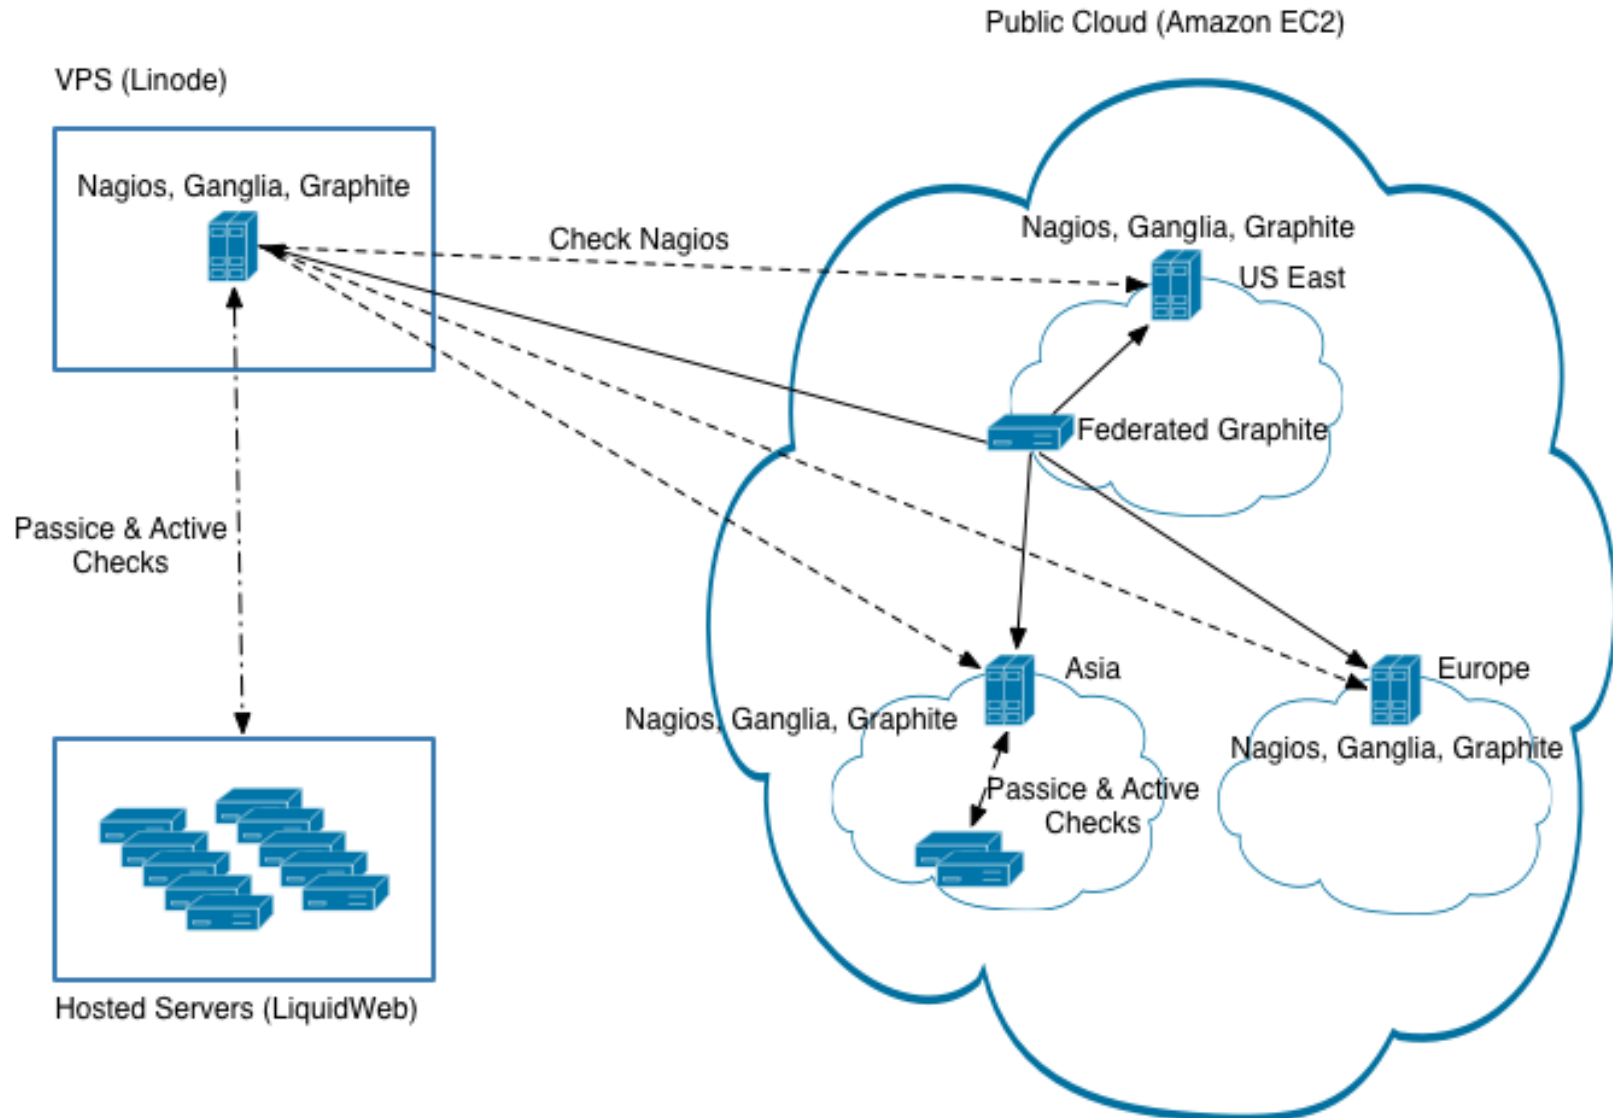 Public Cloud (Amazon EC2)
VPS (Linode)
Nagios, Ganglia, Graphite
Check Nagios
Nagios, Ganglia, Graphite
US East
Federated Graphite
Passice & Active
Checks
Asia
Europe
Nagios, Ganglia, Graphite
Nagios, Ganglia, Graphite
Passice & Active
Checks
Hosted Servers (LiquidWeb)